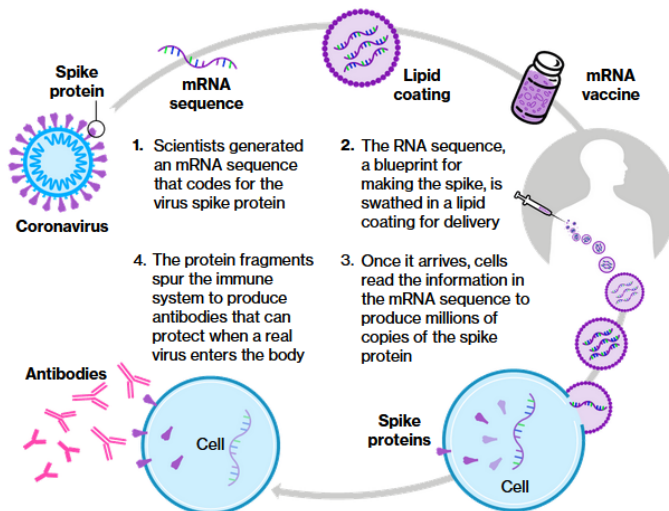 Spike
protein
mRNA
sequence
Lipid
coating
mRNA
vaccine
Coronavirus
1. Scientists generated
an mRNA sequence
that codes for the
virus spike protein
2. The RNA sequence,
a blueprint for
making the spike, is
swathed in a lipid
coating for delivery
3. Once it arrives, cells
read the information in
the mRNA sequence to
produce millions of
copies of the spike
protein
4. The protein fragments
spur the immune
system to produce
antibodies that can
protect when a real
virus enters the body
Antibodies
Cell
Spike
proteins
Cell